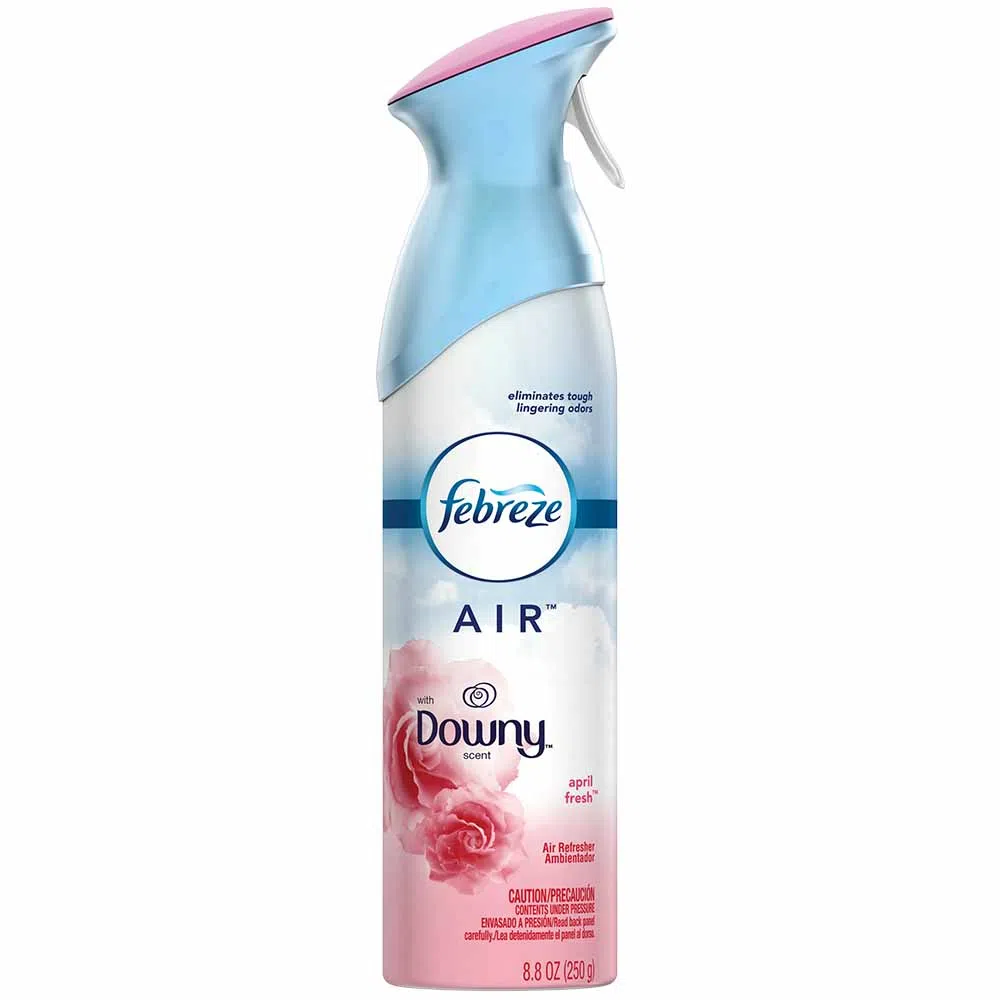 eliminates tough
lingering odors
febreze
AIR™
with
Downy™
scent
april
fresh™
Air Refresher
Ambientador
CAUTION/PRECAUCIÓN
CONTENTS UNDER PRESSURE
ENVASADO A PRESIÓN/Read back panel
carefully./Lea detenidamente el panel al dorso.
8.8 OZ (250 g)